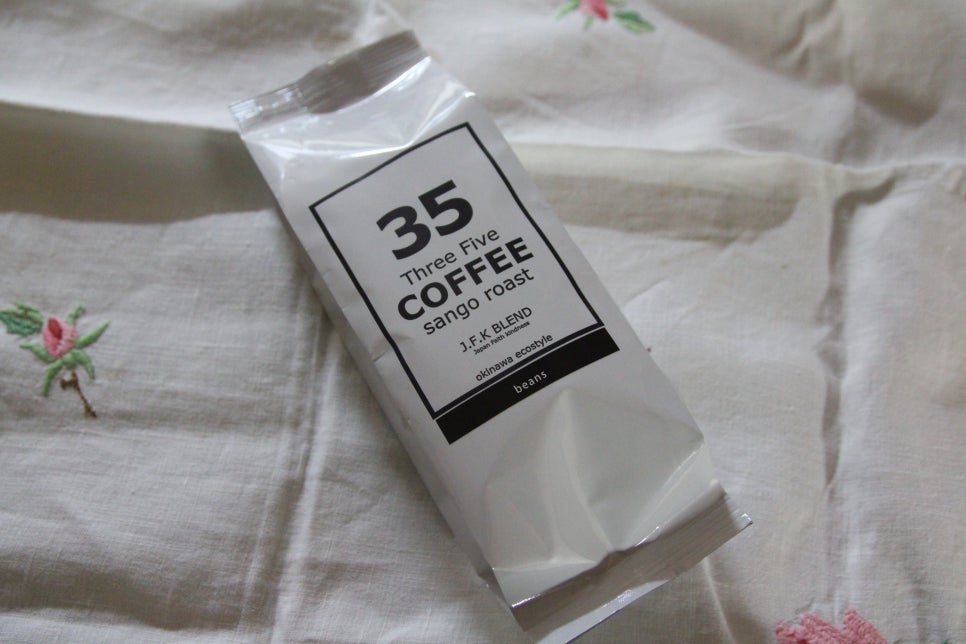 35
Three Five
COFFEE
sango roast
J.F.K BLEND
Japan Faith kindness
okinawa ecostyle
beans